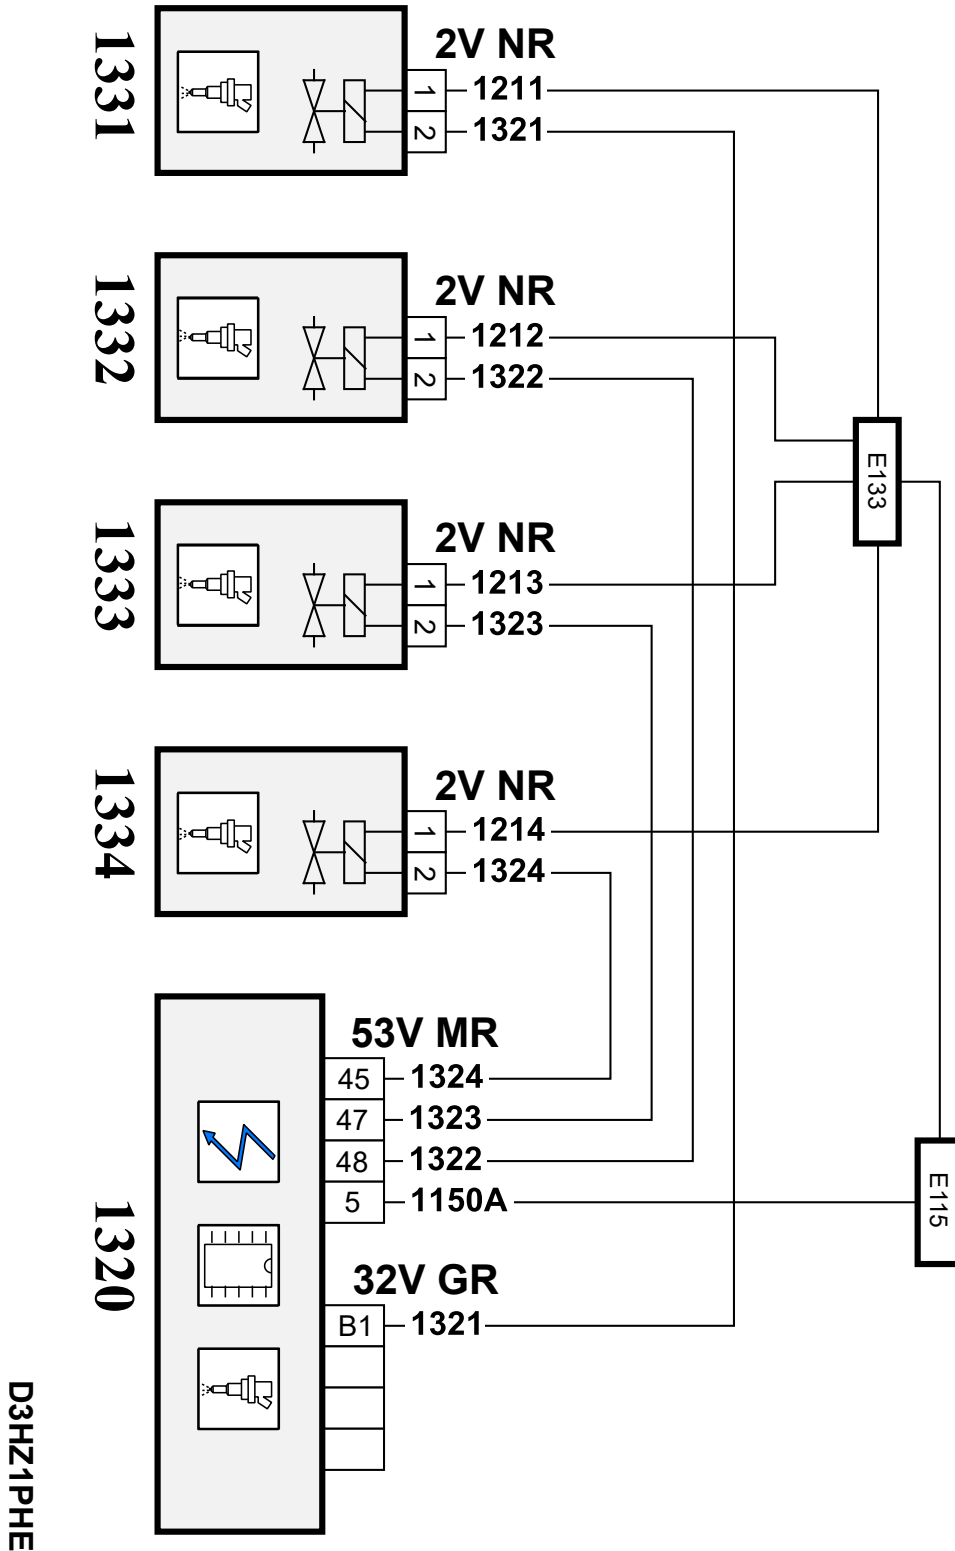 1331
2V NR
1 1211
2 1321
1332
2V NR
1 1212
2 1322
E133
1333
2V NR
1 1213
2 1323
1334
2V NR
1 1214
2 1324
1320
53V MR
45 1324
47 1323
48 1322
5 1150A
E115
32V GR
B1 1321
D3HZ1PHE